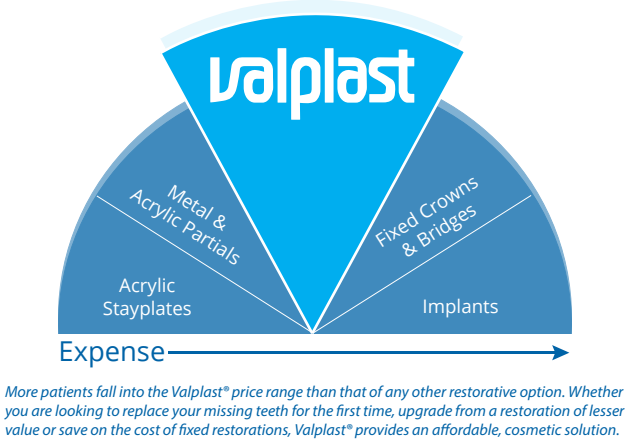 valplast
Metal &
Acrylic Partials
Fixed Crowns
& Bridges
Acrylic
Stayplates
Implants
Expense
More patients fall into the Valplast® price range than that of any other restorative option. Whether
you are looking to replace your missing teeth for the first time, upgrade from a restoration of lesser
value or save on the cost of fixed restorations, Valplast® provides an affordable, cosmetic solution.